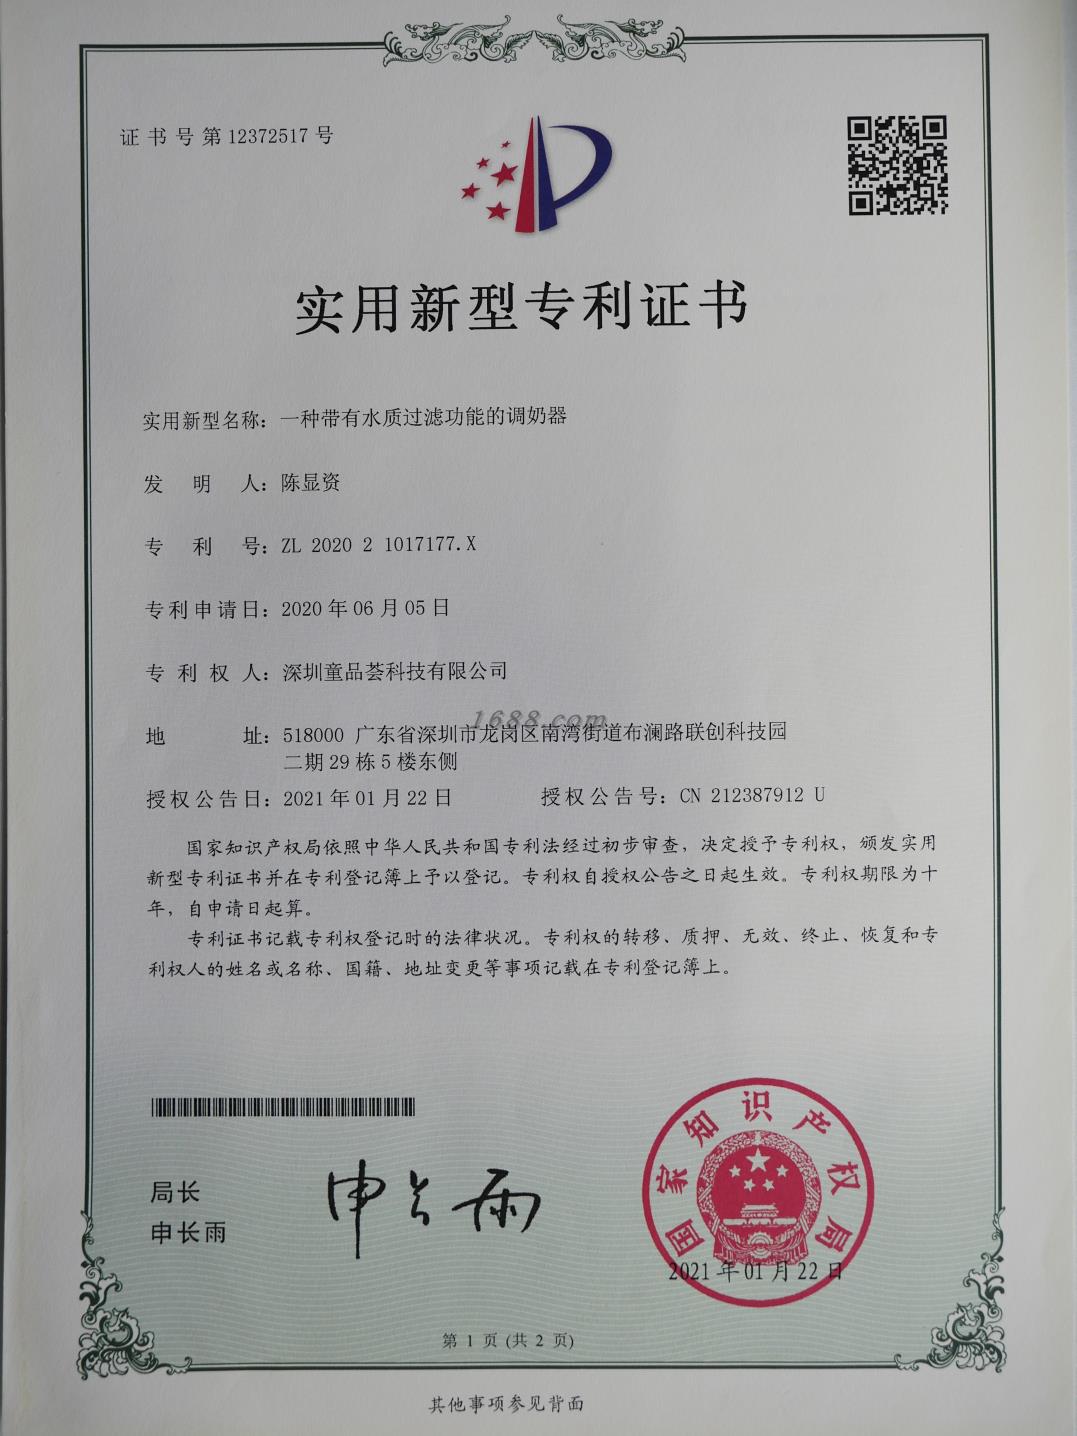 证书号第12372517号
实用新型专利证书
实用新型名称：一种带有水质过滤功能的调奶器
发明人：陈显资
专利号：ZL 2020 2 1017177.X
专利申请日：2020年06月05日
专利权人：深圳童品荟科技有限公司
1688.com
地址：518000 广东省深圳市龙岗区南湾街道布澜路联创科技园
二期29栋5楼东侧
授权公告日：2021年01月22日 授权公告号：CN 212387912 U
国家知识产权局依照中华人民共和国专利法经过初步审查，决定授予专利权，颁发实用
新型专利证书并在专利登记簿上予以登记。专利权自授权公告之日起生效。专利权期限为十
年，自申请日起算。
专利证书记载专利权登记时的法律状况。专利权的转移、质押、无效、终止、恢复和专
利权人的姓名或名称、国籍、地址变更等事项记载在专利登记簿上。
局长
申长雨
申长雨
国家知识产权局
2021年01月22日
第 1 页 (共 2 页)
其他事项参见背面